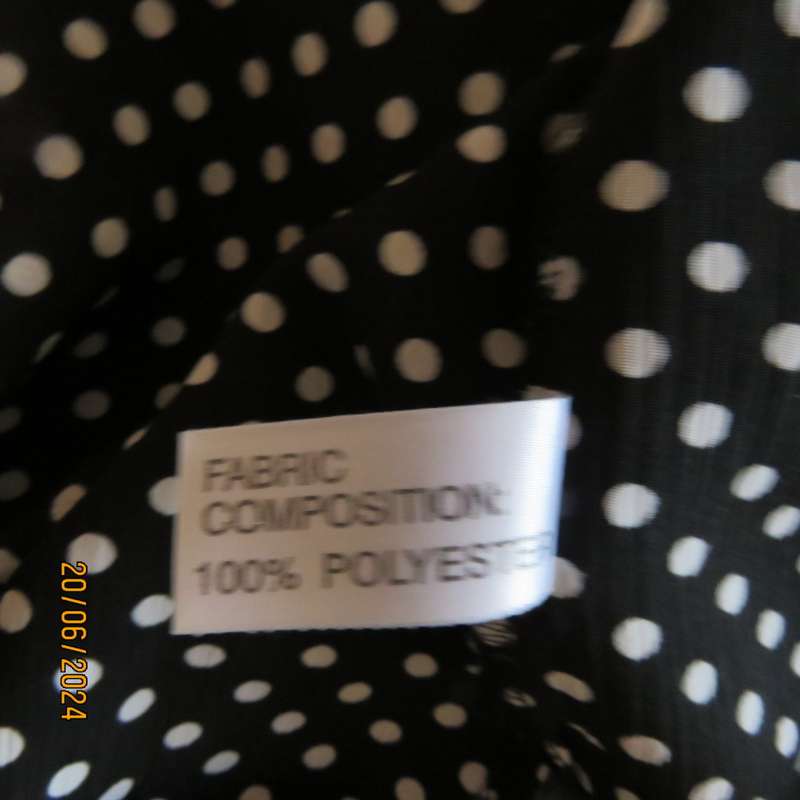 FABRIC
COMPOSITION:
100% POLYESTER
20/06/2024